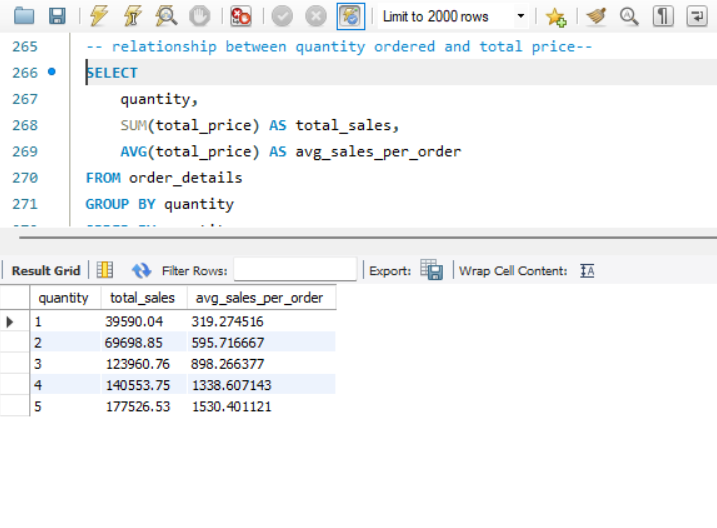 Limit to 2000 rows
265 -- relationship between quantity ordered and total price--
266 SELECT
267 quantity,
268 SUM(total_price) AS total_sales,
269 AVG(total_price) AS avg_sales_per_order
270 FROM order_details
271 GROUP BY quantity
Result Grid Filter Rows: Export: Wrap Cell Content: IA
quantity total_sales avg_sales_per_order
1 39590.04 319.274516
2 69698.85 595.716667
3 123960.76 898.266377
4 140553.75 1338.607143
5 177526.53 1530.401121